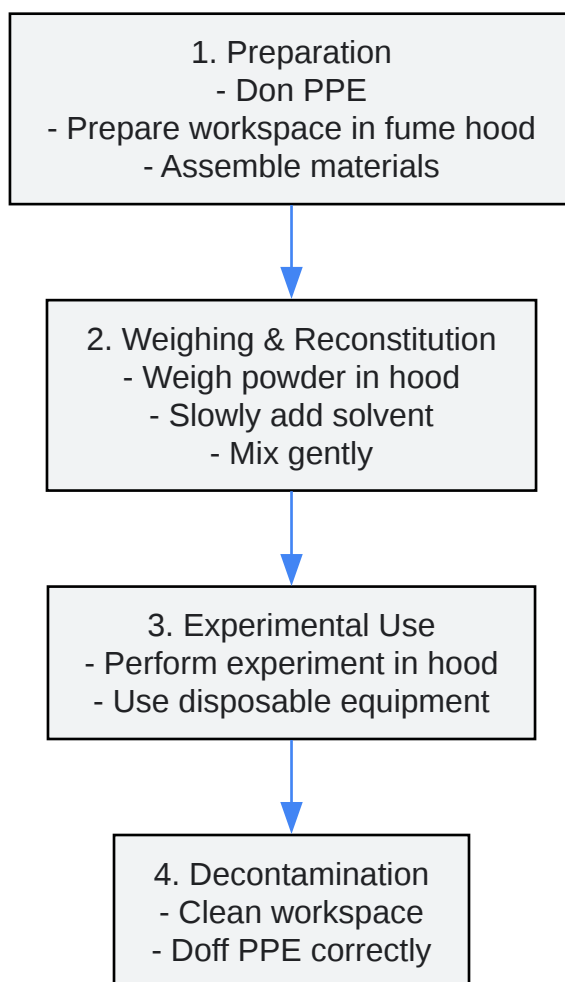 1. Preparation
- Don PPE
- Prepare workspace in fume hood
- Assemble materials
2. Weighing & Reconstitution
- Weigh powder in hood
- Slowly add solvent
- Mix gently
3. Experimental Use
- Perform experiment in hood
- Use disposable equipment
4. Decontamination
- Clean workspace
- Doff PPE correctly